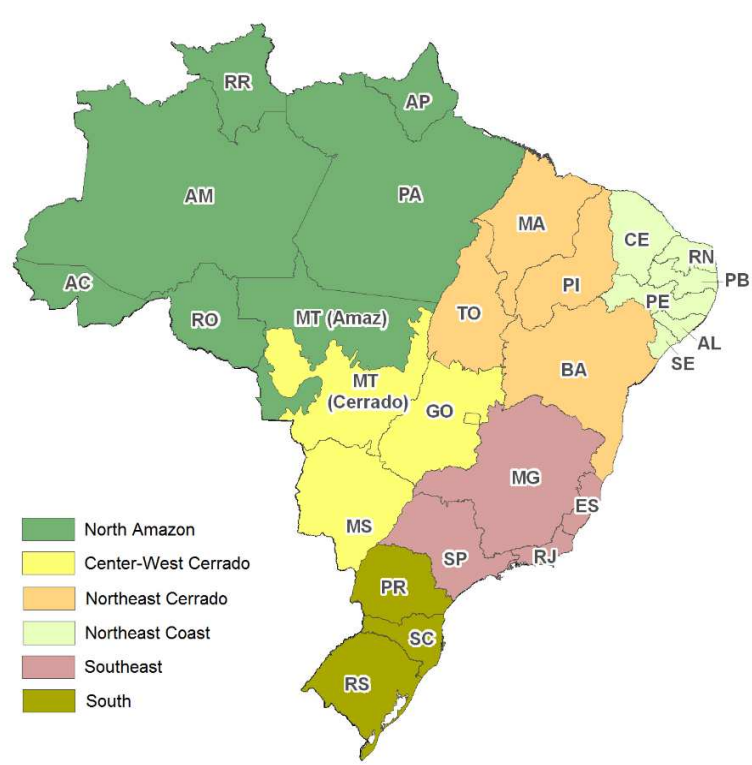 RR
AP
AM
PA
MA
CE
RN
PB
AC
PI
PE
RO
MT (Amaz)
TO
AL
SE
BA
MT
(Cerrado)
GO
MG
ES
MS
SP
RJ
PR
SC
RS
North Amazon
Center-West Cerrado
Northeast Cerrado
Northeast Coast
Southeast
South